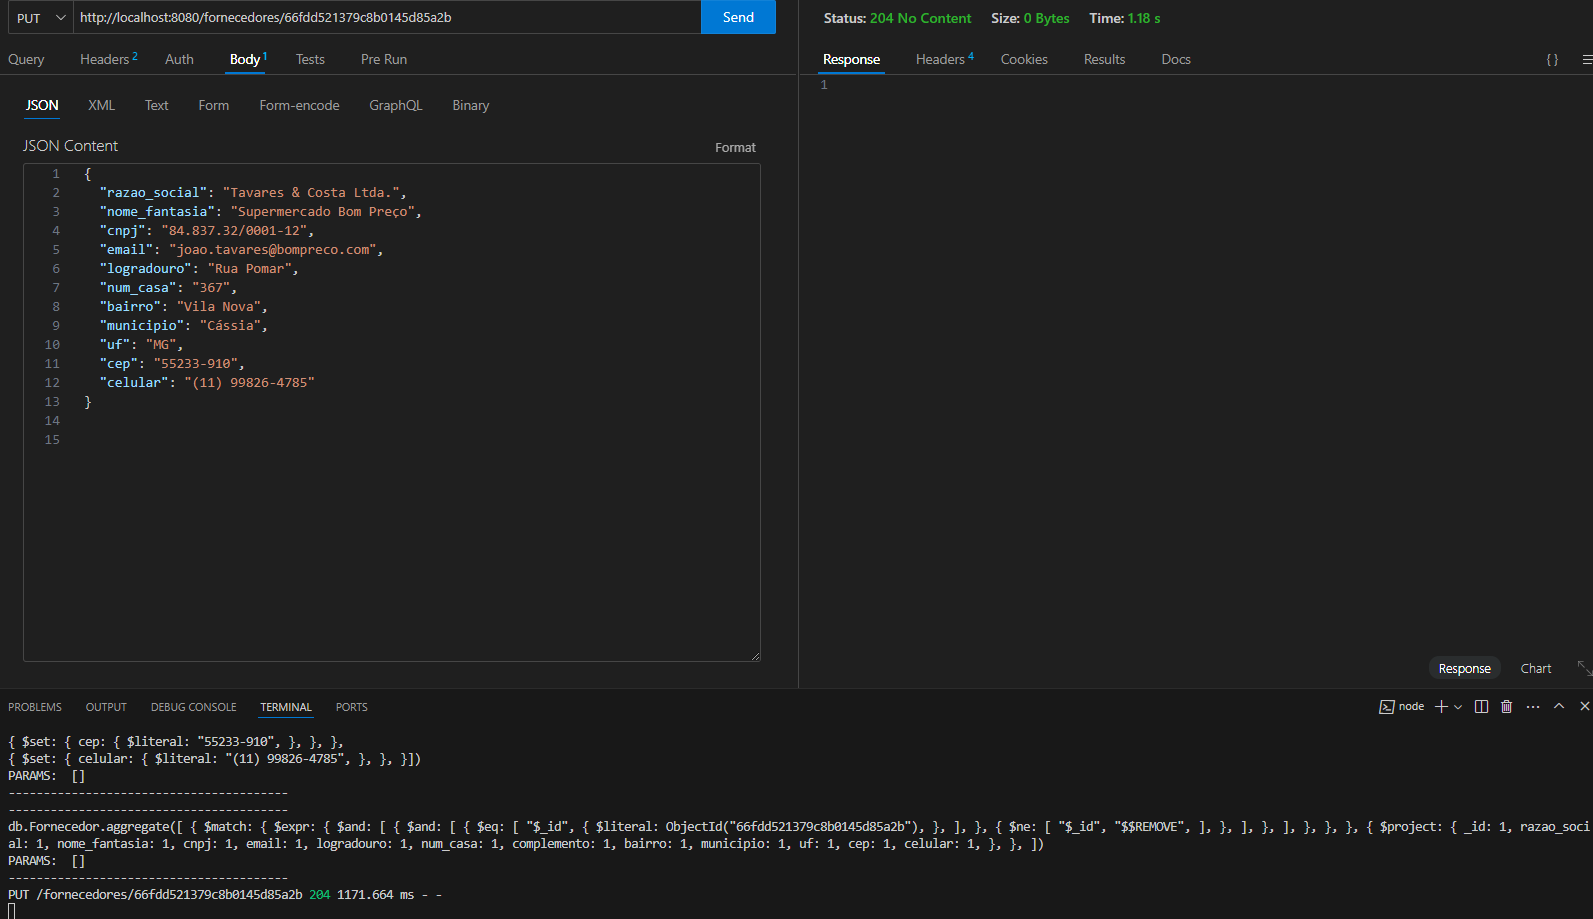 PUT http://localhost:8080/fornecedores/66fdd521379c8b0145d85a2b Send
Query Headers 2 Auth Body 1 Tests Pre Run
JSON XML Text Form Form-encode GraphQL Binary
JSON Content Format
1 {
2 "razao_social": "Tavares & Costa Ltda.",
3 "nome_fantasia": "Supermercado Bom Preço",
4 "cnpj": "84.837.32/0001-12",
5 "email": "joao.tavares@bompreco.com",
6 "logradouro": "Rua Pomar",
7 "num_casa": "367",
8 "bairro": "Vila Nova",
9 "municipio": "Cássia",
10 "uf": "MG",
11 "cep": "55233-910",
12 "celular": "(11) 99826-4785"
13 }
14
15
Status: 204 No Content Size: 0 Bytes Time: 1.18 s
Response Headers 4 Cookies Results Docs { }
1
Response Chart
PROBLEMS OUTPUT DEBUG CONSOLE TERMINAL PORTS node
{ $set: { cep: { $literal: "55233-910", }, }, },
{ $set: { celular: { $literal: "(11) 99826-4785", }, }, }])
PARAMS: []
----------------------------------------
----------------------------------------
db.Fornecedor.aggregate([ { $match: { $expr: { $and: [ { $and: [ { $eq: [ "$_id", { $literal: ObjectId("66fdd521379c8b0145d85a2b"), }, ], }, { $ne: [ "$_id", "$$REMOVE", ], }, ], }, ], }, }, }, { $project: { _id: 1, razao_soci
al: 1, nome_fantasia: 1, cnpj: 1, email: 1, logradouro: 1, num_casa: 1, complemento: 1, bairro: 1, municipio: 1, uf: 1, cep: 1, celular: 1, }, }, ])
PARAMS: []
----------------------------------------
PUT /fornecedores/66fdd521379c8b0145d85a2b 204 1171.664 ms - -